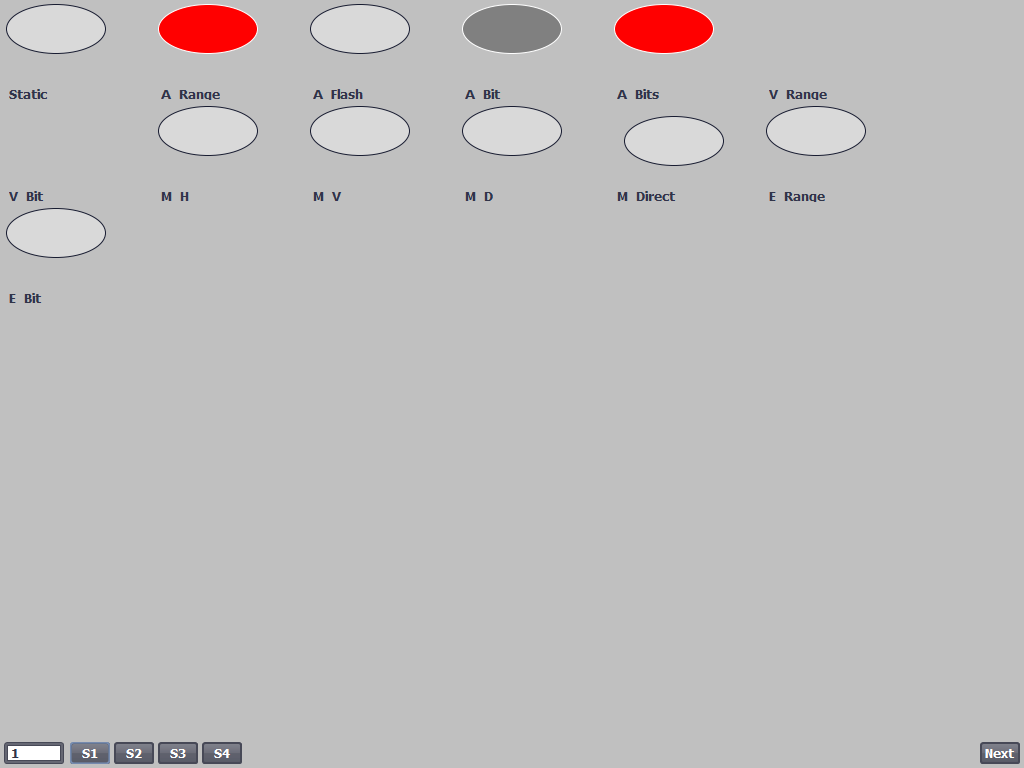 Static A Range A Flash A Bit A Bits V Range
V Bit M H M V M D M Direct E Range
E Bit
1 S1 S2 S3 S4 Next